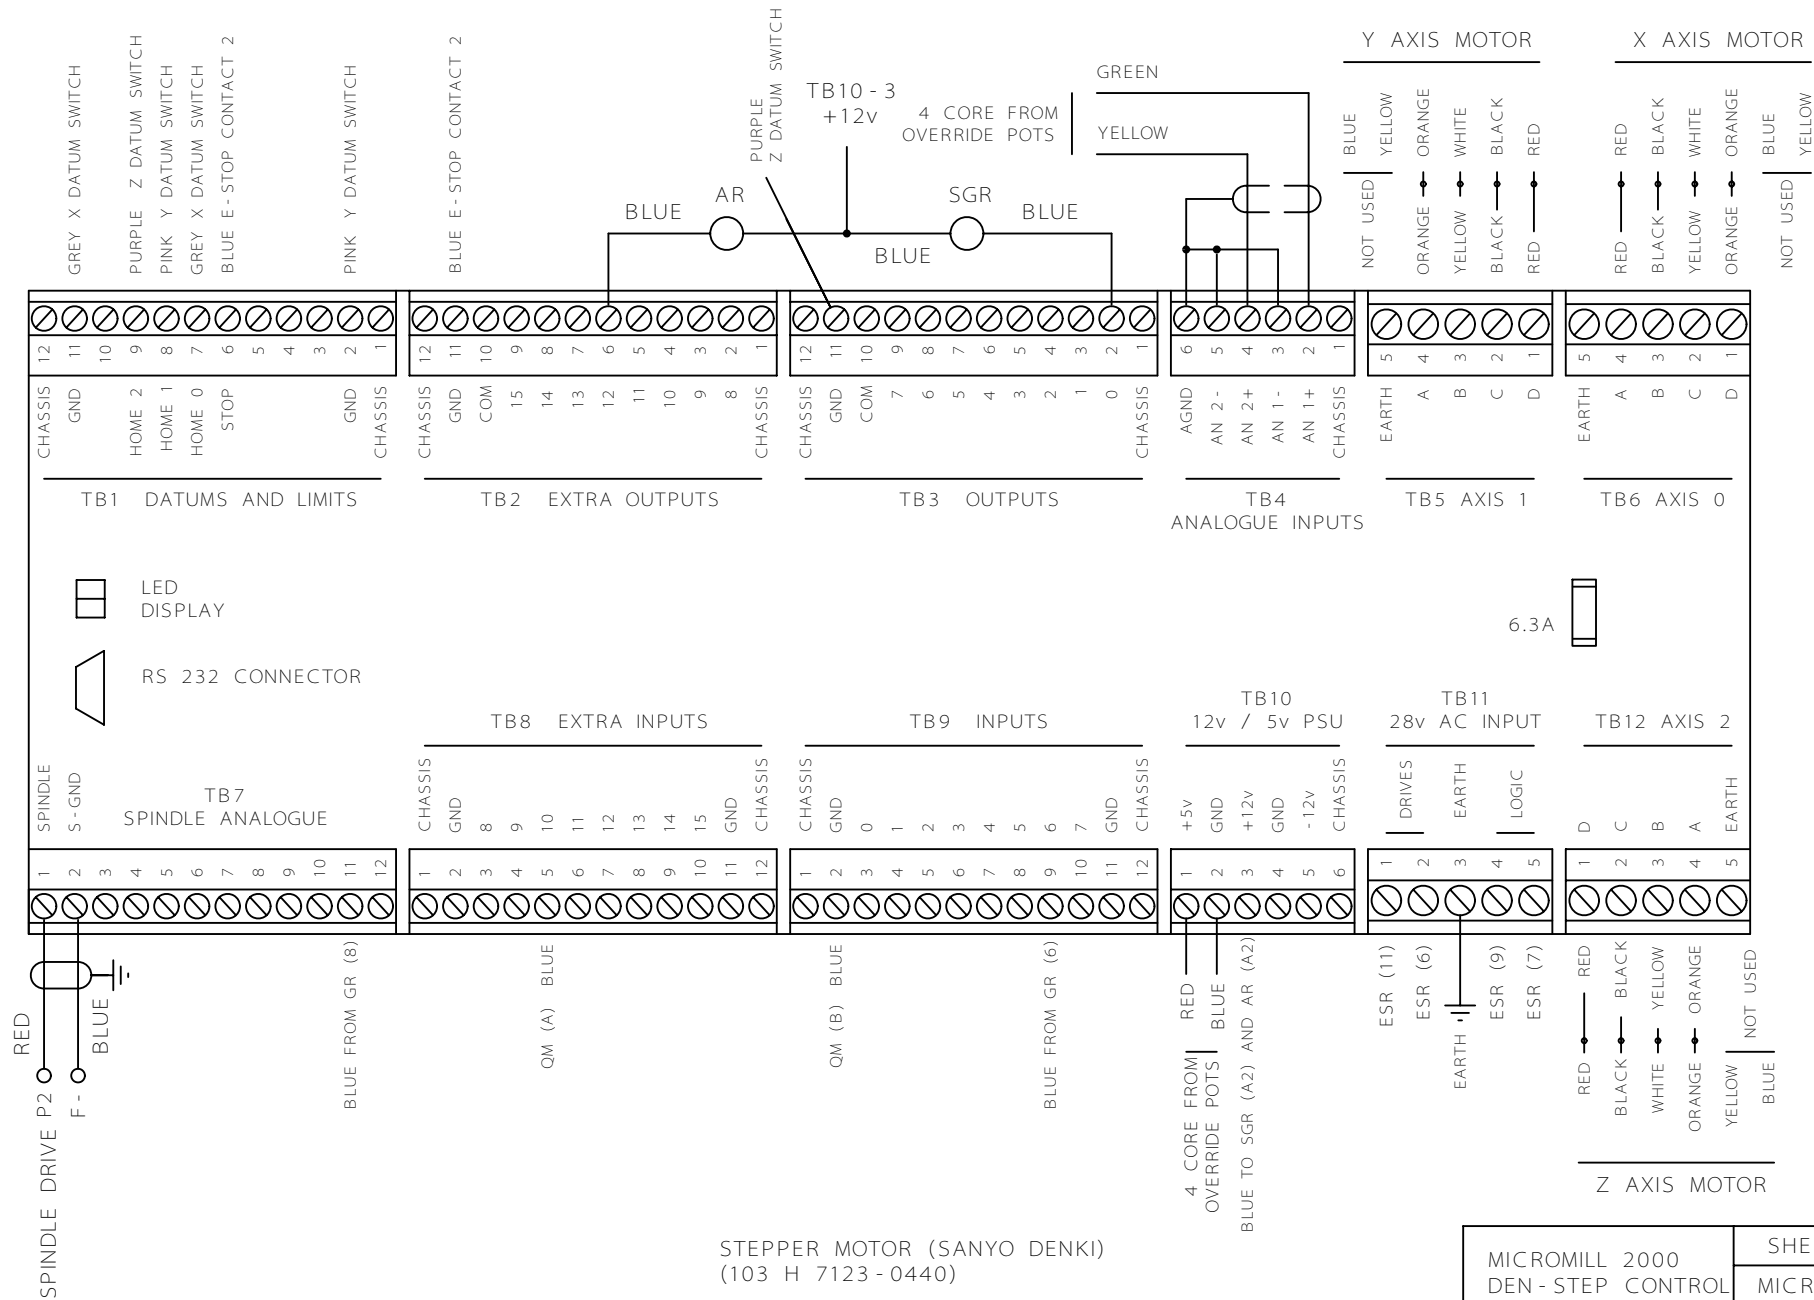 GREY X DATUM SWITCH
PURPLE Z DATUM SWITCH
PINK Y DATUM SWITCH
GREY X DATUM SWITCH
BLUE E-STOP CONTACT 2
PINK Y DATUM SWITCH
BLUE E-STOP CONTACT 2
PURPLE
Z DATUM SWITCH
TB10-3
+12v
4 CORE FROM
OVERRIDE POTS
GREEN
YELLOW
BLUE
AR
BLUE
SGR
BLUE
Y AXIS MOTOR
BLUE
YELLOW
NOT USED
ORANGE ORANGE
YELLOW WHITE
BLACK BLACK
RED RED
X AXIS MOTOR
RED RED
BLACK BLACK
YELLOW WHITE
ORANGE ORANGE
BLUE
YELLOW
NOT USED
12 11 10 9 8 7 6 5 4 3 2 1
CHASSIS
GND
HOME 2
HOME 1
HOME 0
STOP
GND
CHASSIS
TB1 DATUMS AND LIMITS
12 11 10 9 8 7 6 5 4 3 2 1
CHASSIS
GND
COM
15
14
13
12
11
10
9
8
CHASSIS
TB2 EXTRA OUTPUTS
12 11 10 9 8 7 6 5 4 3 2 1
CHASSIS
GND
COM
7
6
5
4
3
2
1
0
CHASSIS
TB3 OUTPUTS
6 5 4 3 2 1
AGND
AN 2-
AN 2+
AN 1-
AN 1+
CHASSIS
TB4
ANALOGUE INPUTS
5 4 3 2 1
EARTH
A
B
C
D
TB5 AXIS 1
5 4 3 2 1
EARTH
A
B
C
D
TB6 AXIS 0
LED
DISPLAY
RS 232 CONNECTOR
6.3A
SPINDLE
S-GND
TB7
SPINDLE ANALOGUE
1 2 3 4 5 6 7 8 9 10 11 12
TB8 EXTRA INPUTS
CHASSIS
GND
8
9
10
11
12
13
14
15
GND
CHASSIS
1 2 3 4 5 6 7 8 9 10 11 12
TB9 INPUTS
CHASSIS
GND
0
1
2
3
4
5
6
7
GND
CHASSIS
1 2 3 4 5 6 7 8 9 10 11 12
TB10
12v / 5v PSU
+5v
GND
+12v
GND
-12v
CHASSIS
1 2 3 4 5 6
TB11
28v AC INPUT
DRIVES
EARTH
LOGIC
1 2 3 4 5
TB12 AXIS 2
D
C
B
A
EARTH
1 2 3 4 5
RED
BLUE
SPINDLE DRIVE P2
F-
BLUE FROM GR (8)
QM (A) BLUE
QM (B) BLUE
BLUE FROM GR (6)
RED
BLUE
4 CORE FROM
OVERRIDE POTS
BLUE TO SGR (A2) AND AR (A2)
ESR (11)
ESR (6)
EARTH
ESR (9)
ESR (7)
RED RED
BLACK BLACK
WHITE YELLOW
ORANGE ORANGE
YELLOW
BLUE
NOT USED
Z AXIS MOTOR
STEPPER MOTOR (SANYO DENKI)
(103 H 7123-0440)
MICROMILL 2000
DEN-STEP CONTROL
SHE
MICR